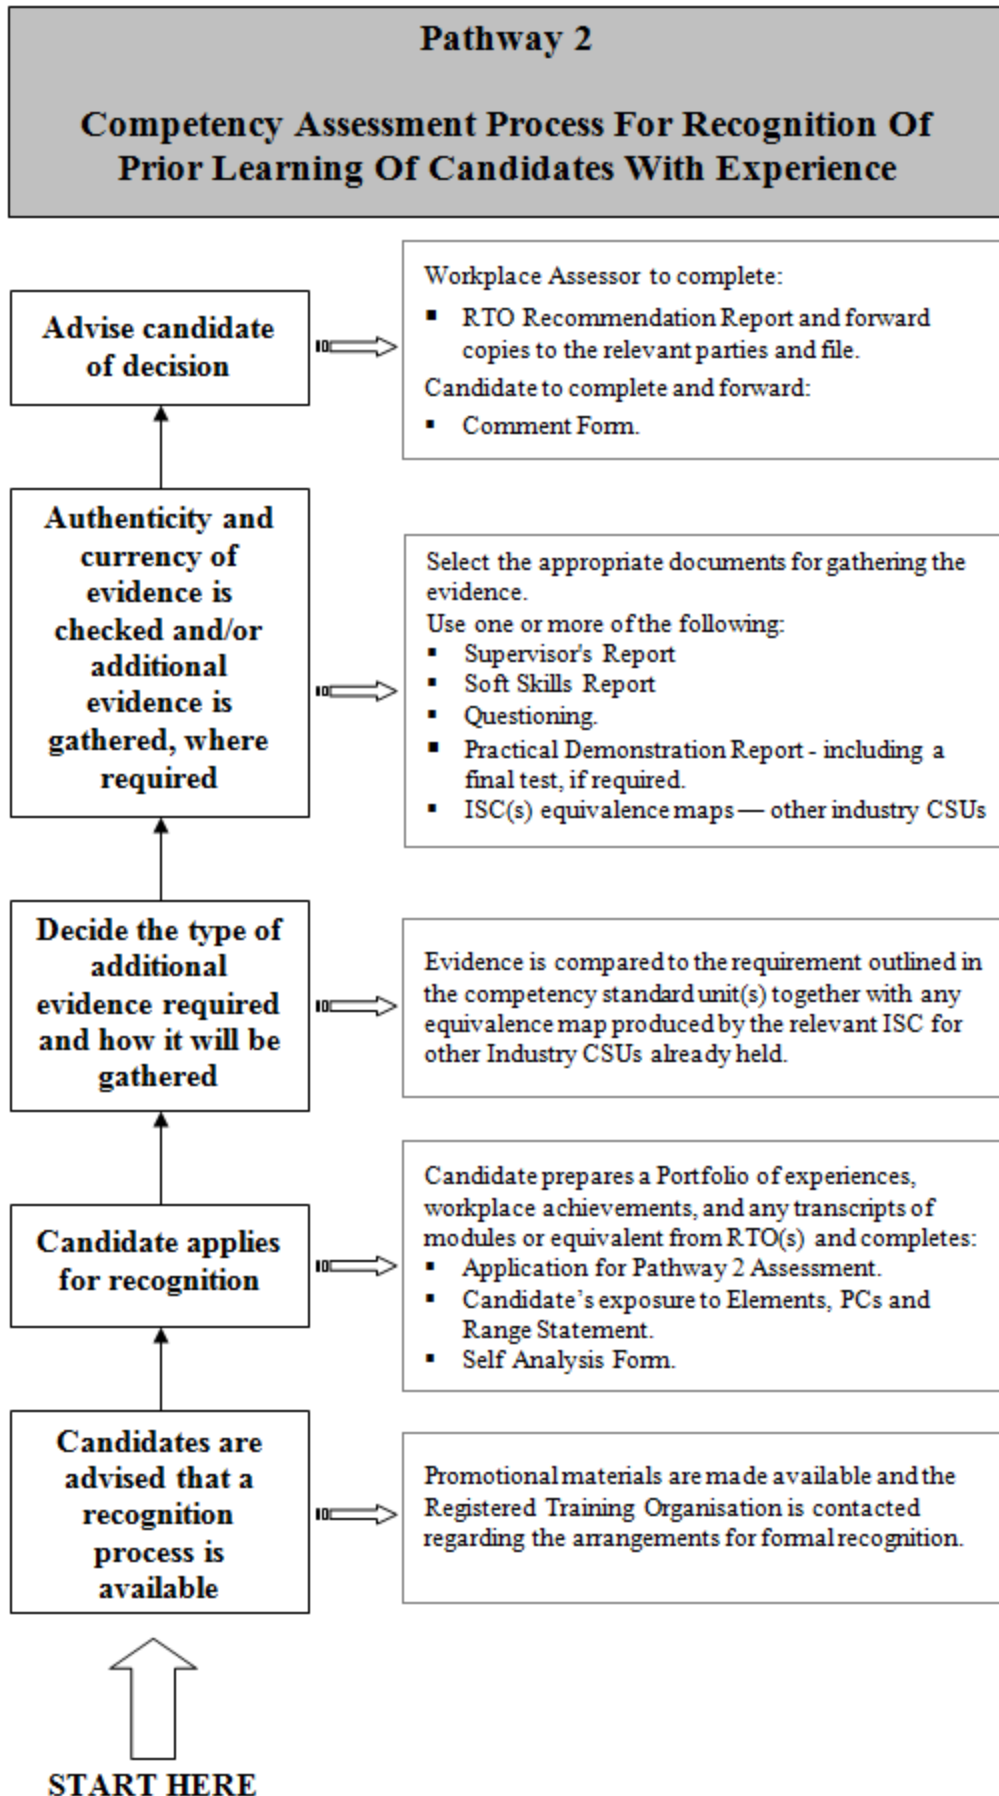 Pathway 2
Competency Assessment Process For Recognition Of
Prior Learning Of Candidates With Experience
Advise candidate
of decision
Workplace Assessor to complete:
▪ RTO Recommendation Report and forward
copies to the relevant parties and file.
Candidate to complete and forward:
▪ Comment Form.
Authenticity and
currency of
evidence is
checked and/or
additional
evidence is
gathered, where
required
Select the appropriate documents for gathering the
evidence.
Use one or more of the following:
▪ Supervisor's Report
▪ Soft Skills Report
▪ Questioning.
▪ Practical Demonstration Report - including a
final test, if required.
▪ ISC(s) equivalence maps — other industry CSUs
Decide the type of
additional
evidence required
and how it will be
gathered
Evidence is compared to the requirement outlined in
the competency standard unit(s) together with any
equivalence map produced by the relevant ISC for
other Industry CSUs already held.
Candidate applies
for recognition
Candidate prepares a Portfolio of experiences,
workplace achievements, and any transcripts of
modules or equivalent from RTO(s) and completes:
▪ Application for Pathway 2 Assessment.
▪ Candidate’s exposure to Elements, PCs and
Range Statement.
▪ Self Analysis Form.
Candidates are
advised that a
recognition
process is
available
Promotional materials are made available and the
Registered Training Organisation is contacted
regarding the arrangements for formal recognition.
START HERE